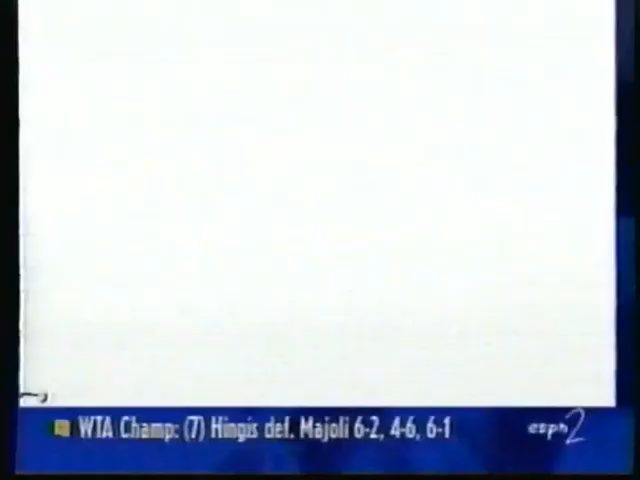 WTA Champ: (7) Hingis def. Majoli 6-2, 4-6, 6-1
espn2